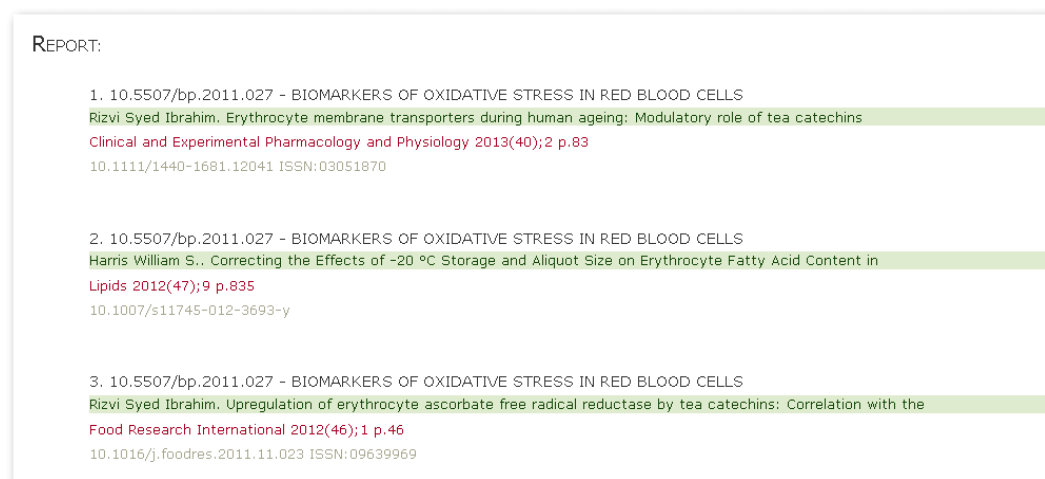 REPORT:
1. 10.5507/bp.2011.027 - BIOMARKERS OF OXIDATIVE STRESS IN RED BLOOD CELLS
Rizvi Syed Ibrahim. Erythrocyte membrane transporters during human ageing: Modulatory role of tea catechins
Clinical and Experimental Pharmacology and Physiology 2013(40);2 p.83
10.1111/1440-1681.12041 ISSN:03051870
2. 10.5507/bp.2011.027 - BIOMARKERS OF OXIDATIVE STRESS IN RED BLOOD CELLS
Harris William S.. Correcting the Effects of -20 °C Storage and Aliquot Size on Erythrocyte Fatty Acid Content in
Lipids 2012(47);9 p.835
10.1007/s11745-012-3693-y
3. 10.5507/bp.2011.027 - BIOMARKERS OF OXIDATIVE STRESS IN RED BLOOD CELLS
Rizvi Syed Ibrahim. Upregulation of erythrocyte ascorbate free radical reductase by tea catechins: Correlation with the
Food Research International 2012(46);1 p.46
10.1016/j.foodres.2011.11.023 ISSN:09639969